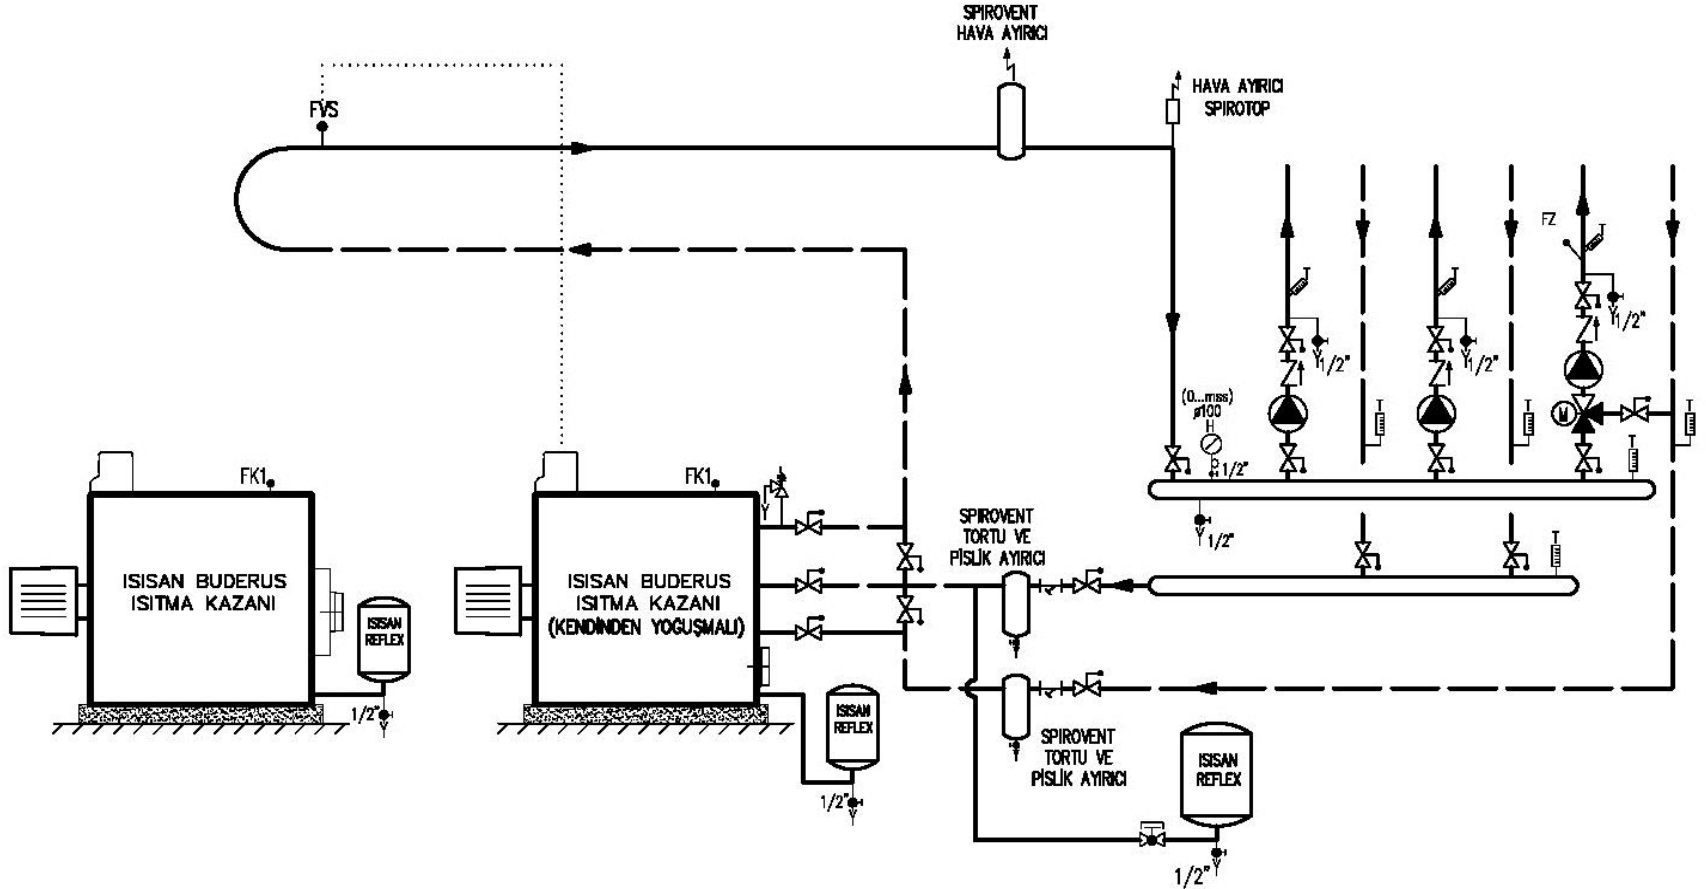 SPIROVENT
HAVA AYIRICI
HAVA AYIRICI
SPIROTOP
FVS
FZ
T
T
T
1/2"
1/2"
1/2"
(0...mss)
ø100
H
M
T
T
T
T
1/2"
FK1
FK1
SPIROVENT
TORTU VE
PİSLİK AYIRICI
1/2"
T
ISISAN BUDERUS
ISITMA KAZANI
ISISAN BUDERUS
ISITMA KAZANI
(KENDİNDEN YOĞUŞMALI)
ISISAN
REFLEX
1/2"
ISISAN
REFLEX
1/2"
SPIROVENT
TORTU VE
PİSLİK AYIRICI
ISISAN
REFLEX
1/2"